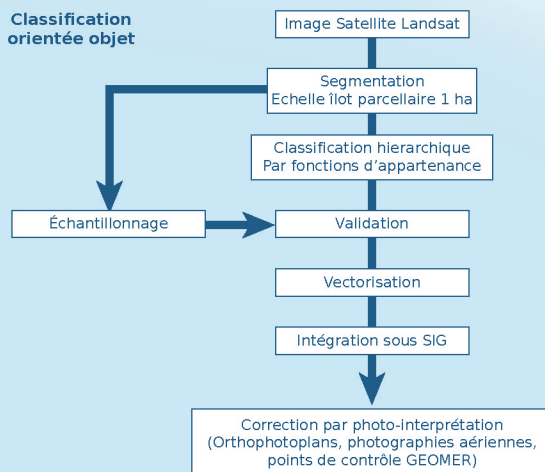 Classification
orientée objet
Image Satellite Landsat
Segmentation
Echelle îlot parcellaire 1 ha
Classification hierarchique
Par fonctions d’appartenance
Échantillonnage
Validation
Vectorisation
Intégration sous SIG
Correction par photo-interprétation
(Orthophotoplans, photographies aériennes,
points de contrôle GEOMER)